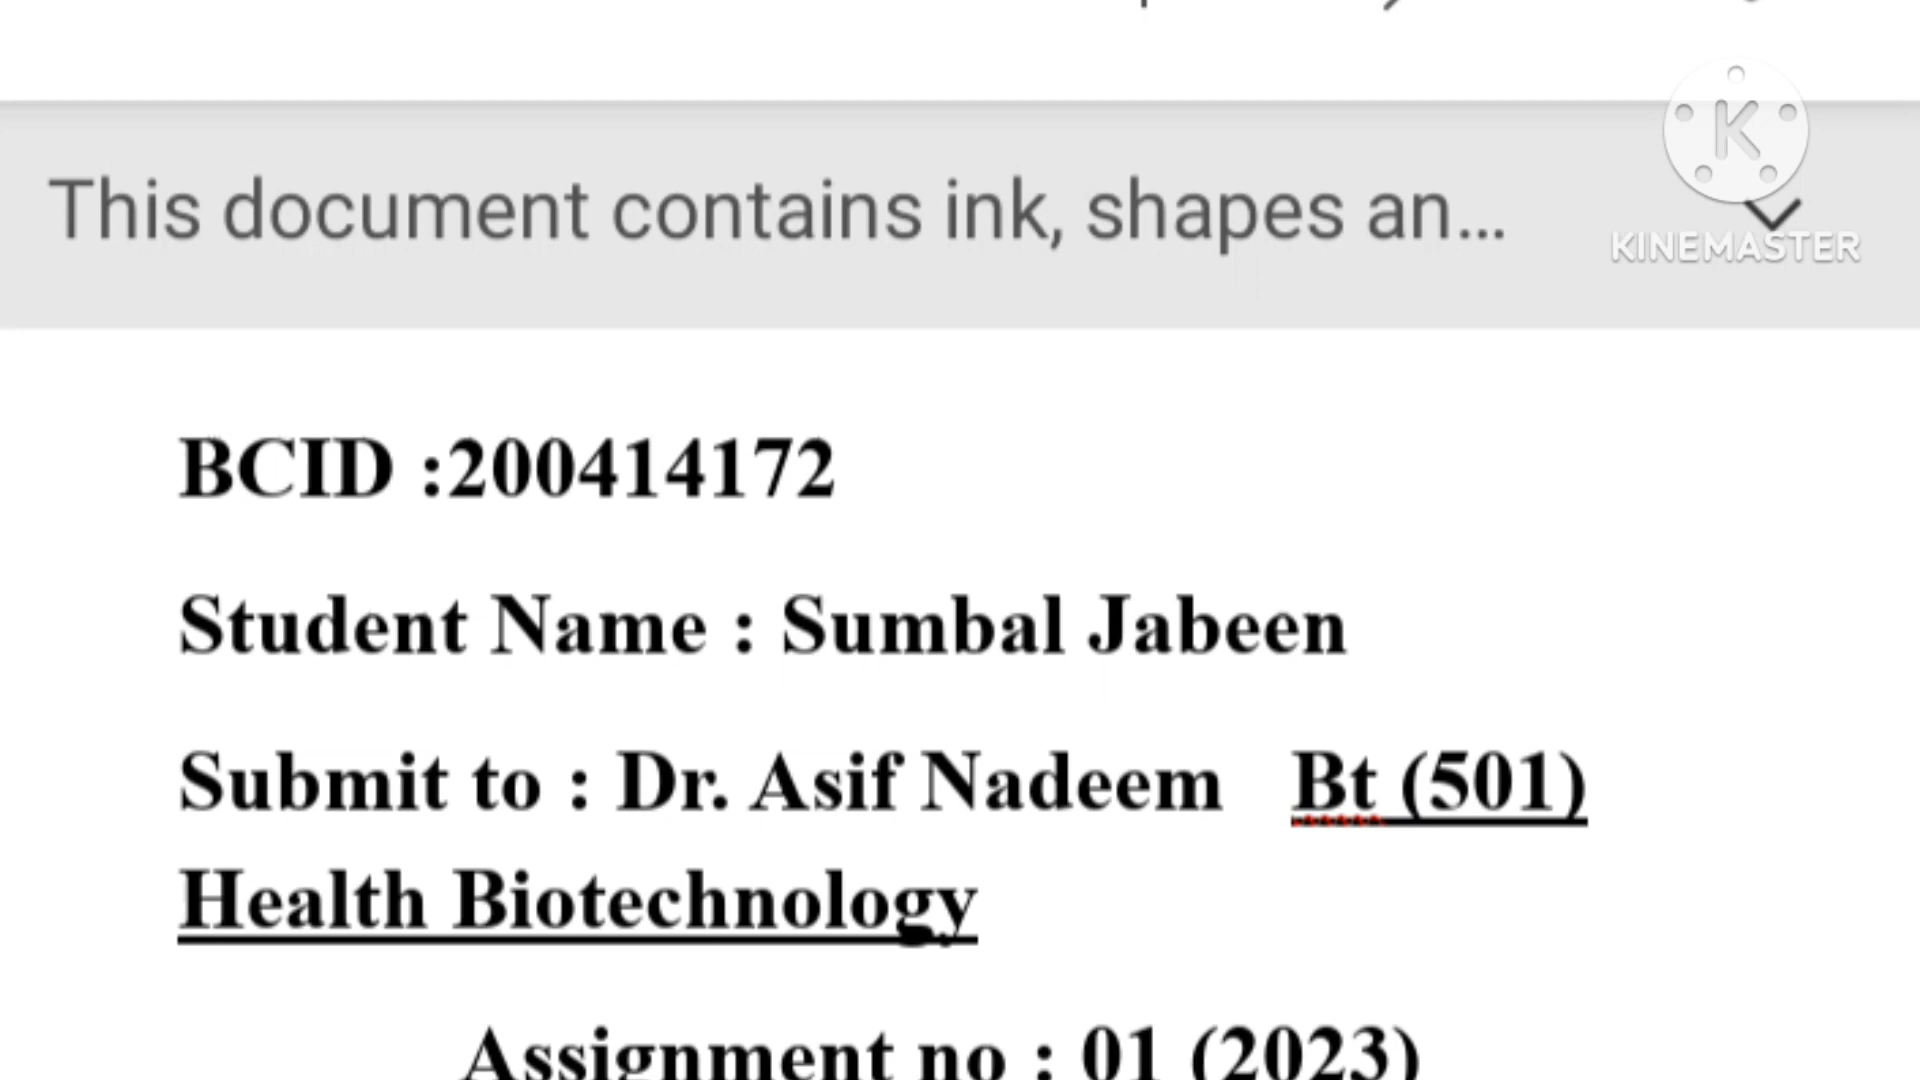 This document contains ink, shapes an...
K
KINEMASTER
BCID :200414172
Student Name : Sumbal Jabeen
Submit to : Dr. Asif Nadeem Bt (501)
Health Biotechnology
Assignment no : 01 (2023)